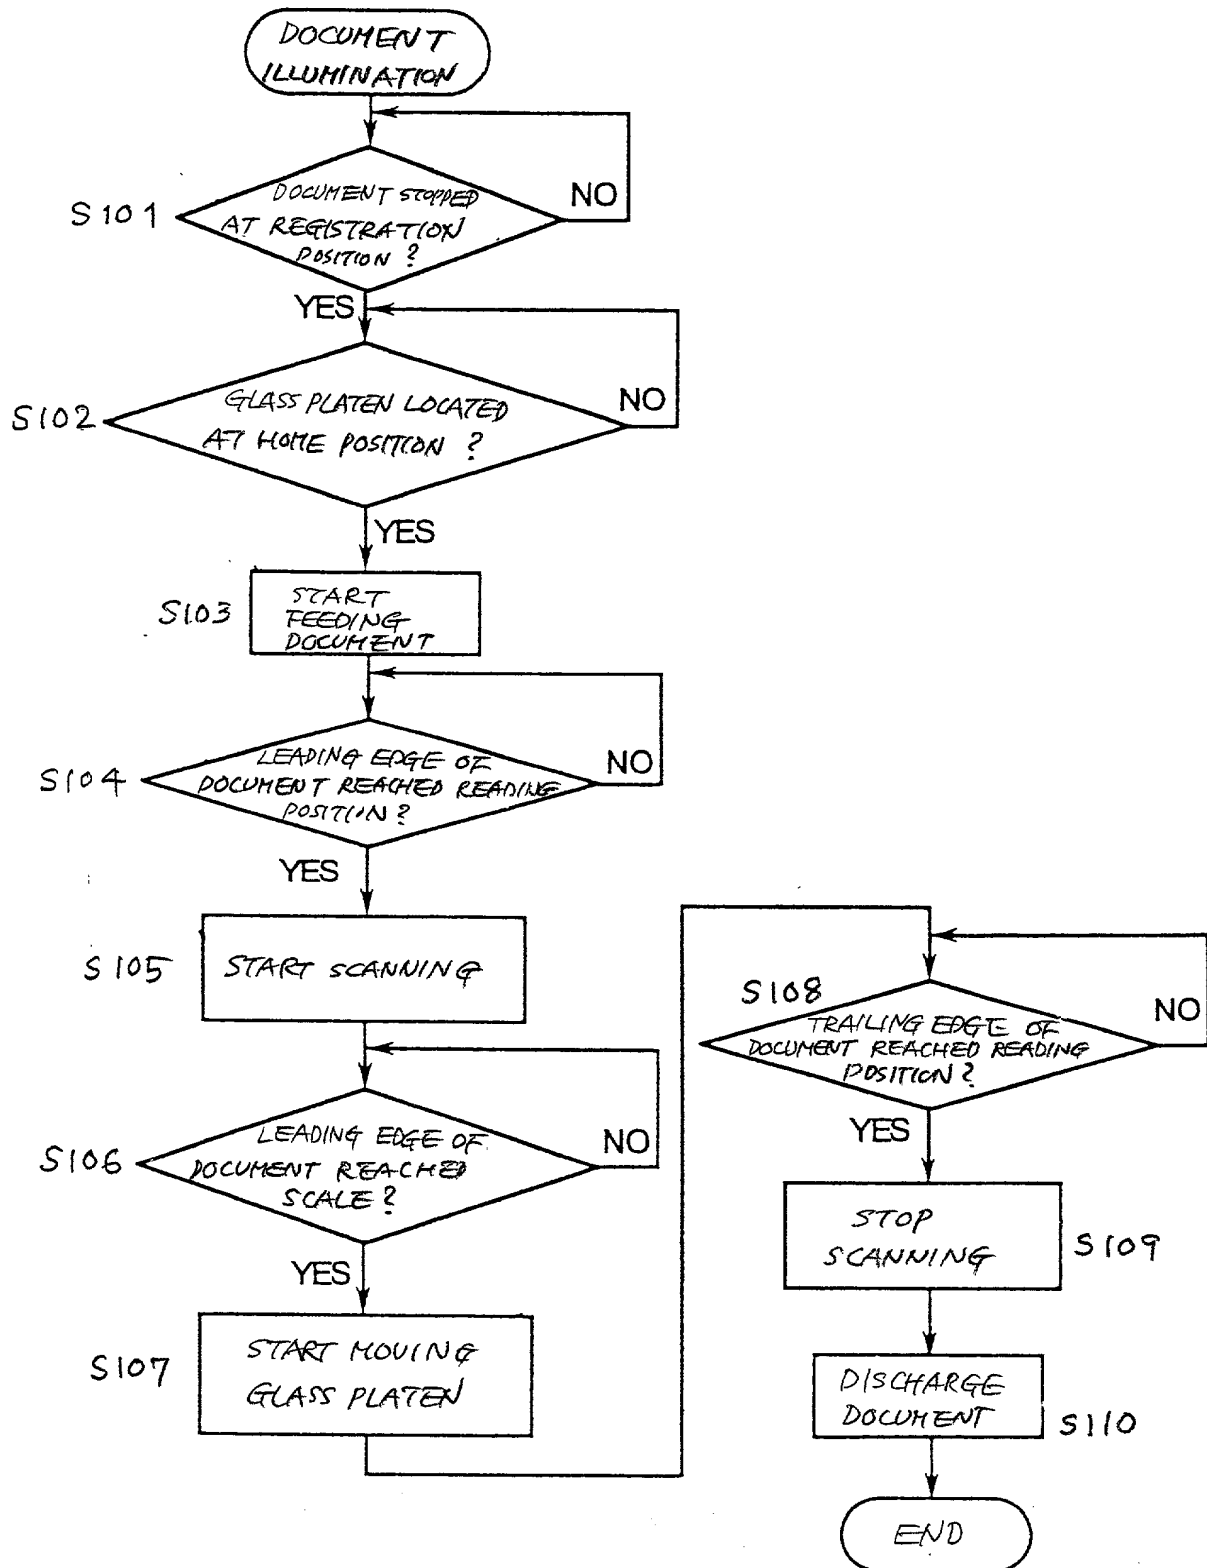 DOCUMENT
ILLUMINATION
NO
S101
DOCUMENT STOPPED
AT REGISTRATION
POSITION?
YES
NO
S102
GLASS PLATEN LOCATED
AT HOME POSITION?
YES
S103
START
FEEDING
DOCUMENT
NO
S104
LEADING EDGE OF
DOCUMENT REACHED READING
POSITION?
YES
S105
START SCANNING
NO
S106
LEADING EDGE OF
DOCUMENT REACHED
SCALE?
YES
S107
START MOVING
GLASS PLATEN
S108
NO
TRAILING EDGE OF
DOCUMENT REACHED READING
POSITION?
YES
STOP
SCANNING
S109
DISCHARGE
DOCUMENT
S110
END